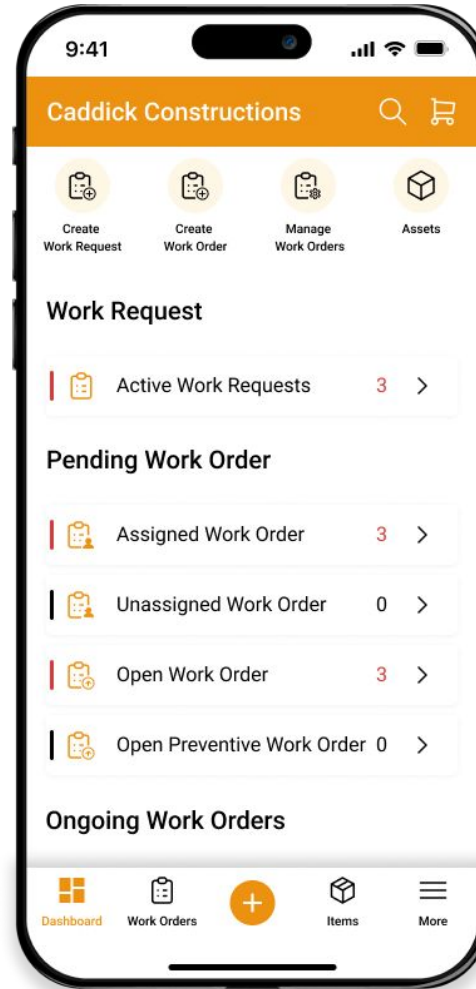 9:41
Caddick Constructions
Create
Work Request
Create
Work Order
Manage
Work Orders
Assets
Work Request
Active Work Requests 3
Pending Work Order
Assigned Work Order 3
Unassigned Work Order 0
Open Work Order 3
Open Preventive Work Order 0
Ongoing Work Orders
Dashboard
Work Orders
Items
More